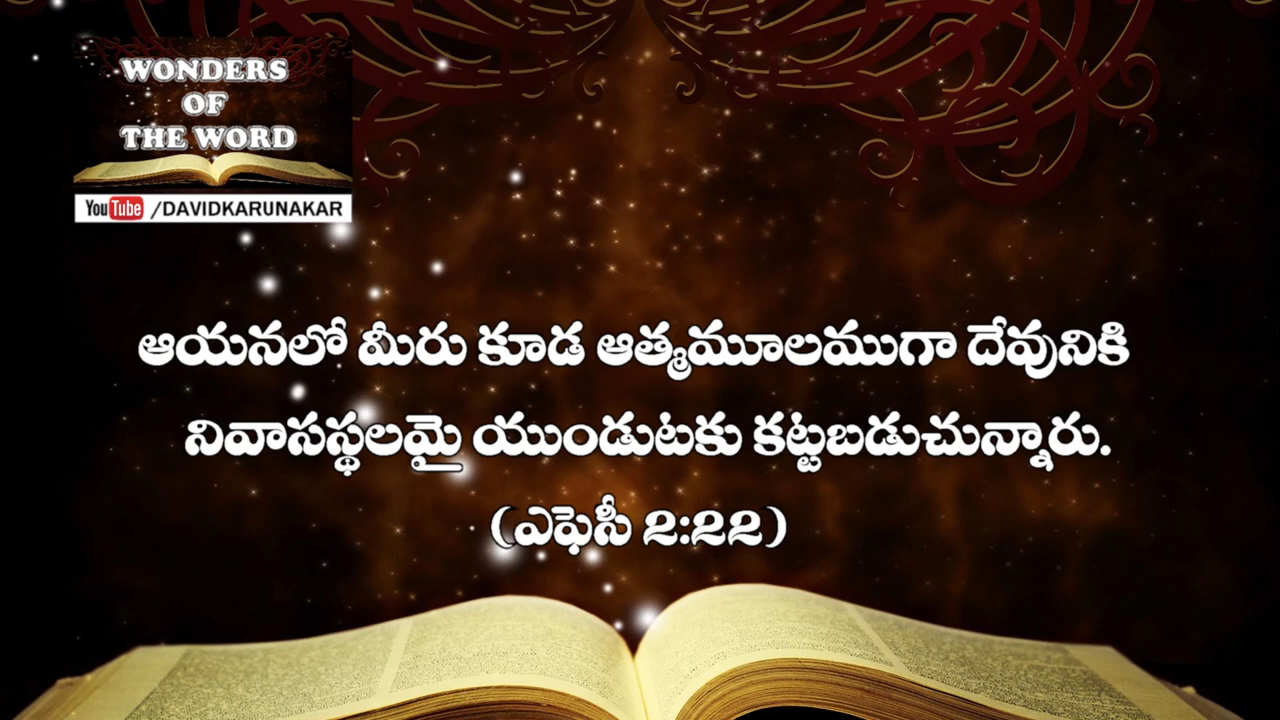 WONDERS
OF
THE WORD
YouTube /DAVIDKARUNAKAR
ఆయనలో మీరు కూడ ఆత్మమూలముగా దేవునికి
నివాసస్థలమై యుండుటకు కట్టబడుచున్నారు.
(ఎఫెసీ 2:22)